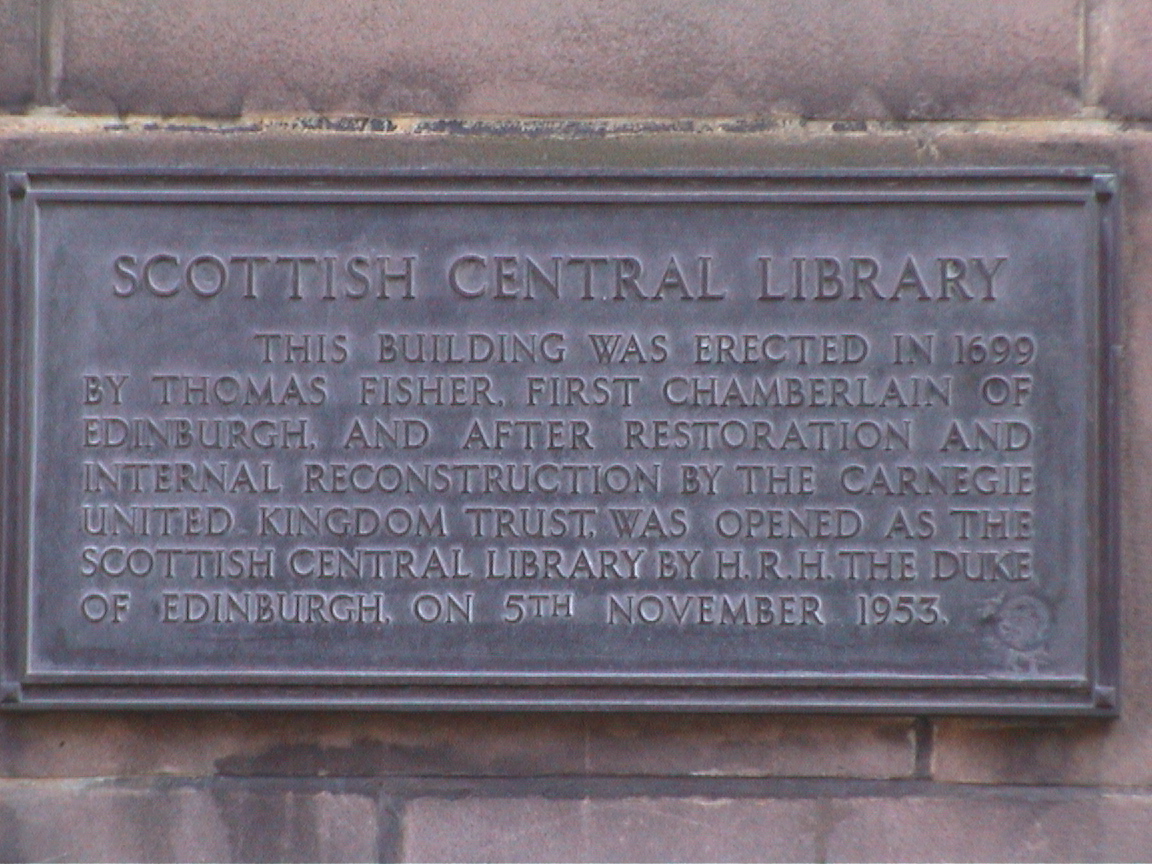 SCOTTISH CENTRAL LIBRARY
THIS BUILDING WAS ERECTED IN 1699
BY THOMAS FISHER, FIRST CHAMBERLAIN OF
EDINBURGH, AND AFTER RESTORATION AND
INTERNAL RECONSTRUCTION BY THE CARNEGIE
UNITED KINGDOM TRUST, WAS OPENED AS THE
SCOTTISH CENTRAL LIBRARY BY H.R.H. THE DUKE
OF EDINBURGH, ON 5TH NOVEMBER 1953.